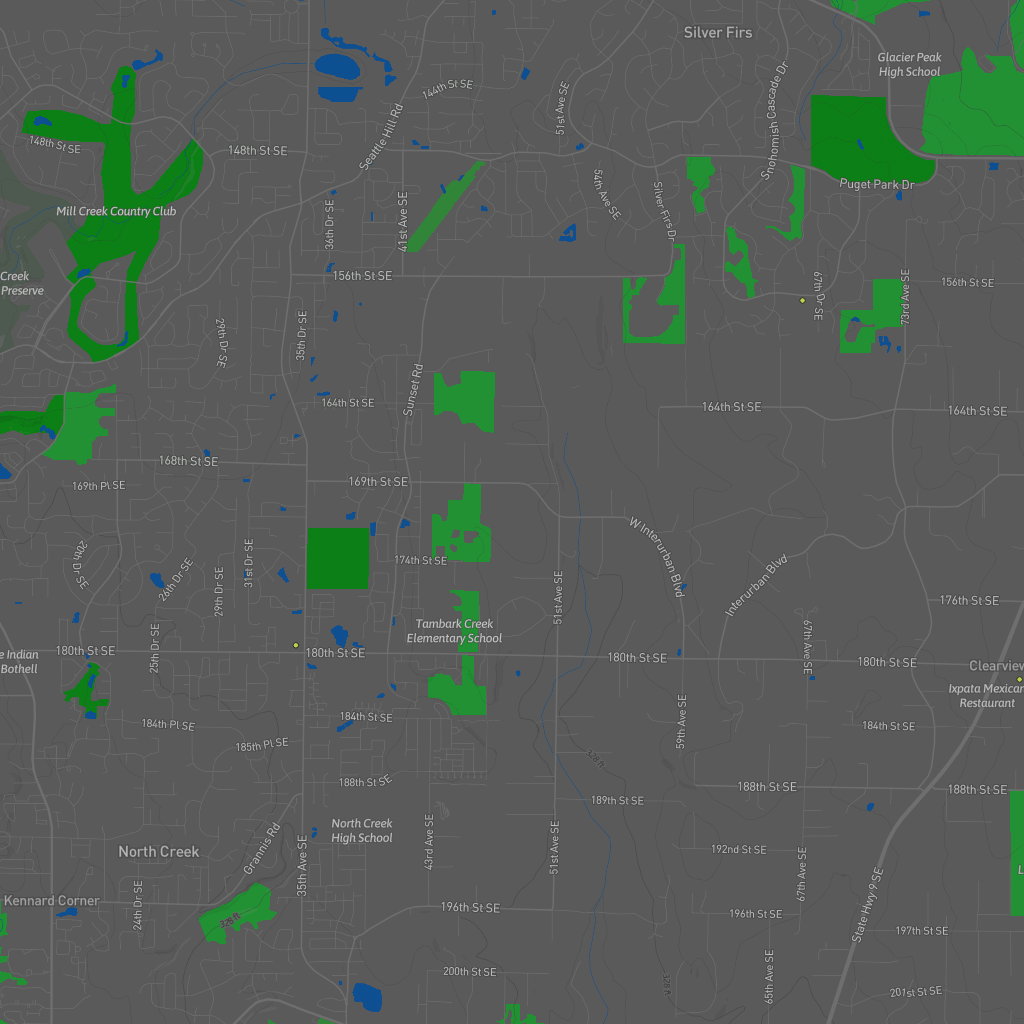 Silver Firs
Glacier Peak
High School
144th St SE
51st Ave SE
Snohomish Cascade Dr
Seattle Hill Rd
148th St SE
148th St SE
Puget Park Dr
54th Ave SE
Silver Firs Dr
Mill Creek Country Club
36th Dr SE
41st Ave SE
Creek
Preserve
156th St SE
156th St SE
67th Dr SE
73rd Ave SE
29th Dr SE
35th Dr SE
Sunset Rd
164th St SE
164th St SE
164th St SE
168th St SE
169th Pl SE
169th St SE
W Interurban Blvd
Interurban Blvd
174th St SE
20th Dr SE
26th Dr SE
29th Dr SE
31st Dr SE
51st Ave SE
176th St SE
Tambark Creek
Elementary School
67th Ave SE
25th Dr SE
e Indian
Bothell
180th St SE
180th St SE
180th St SE
180th St SE
Clearview
Ixpata Mexican
Restaurant
184th Pl SE
184th St SE
59th Ave SE
184th St SE
185th Pl SE
328 ft
188th St SE
188th St SE
188th St SE
189th St SE
North Creek
High School
43rd Ave SE
51st Ave SE
North Creek
Grannis Rd
35th Ave SE
192nd St SE
67th Ave SE
State Hwy 9 SE
L
Kennard Corner
24th Dr SE
328 ft
196th St SE
196th St SE
197th St SE
200th St SE
328 ft
65th Ave SE
201st St SE